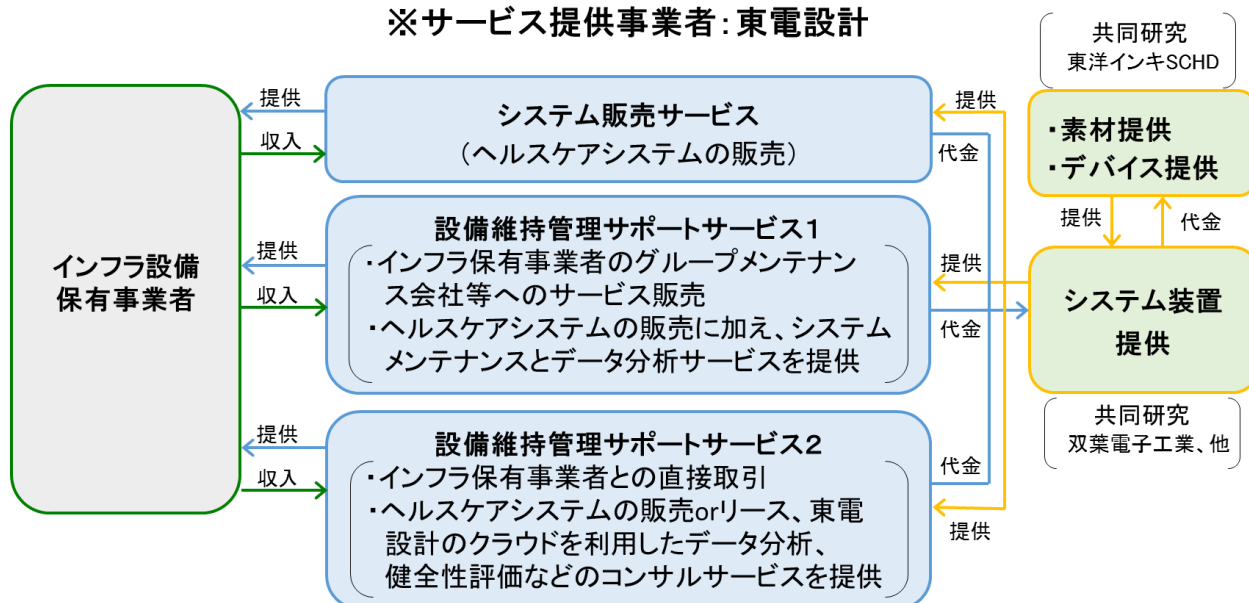 ※サービス提供事業者：東電設計
インフラ設備
保有事業者
提供
収入
提供
収入
提供
収入
システム販売サービス
（ヘルスケアシステムの販売）
設備維持管理サポートサービス1
・インフラ保有事業者のグループメンテナン
ス会社等へのサービス販売
・ヘルスケアシステムの販売に加え、システム
メンテナンスとデータ分析サービスを提供
設備維持管理サポートサービス2
・インフラ保有事業者との直接取引
・ヘルスケアシステムの販売orリース、東電
設計のクラウドを利用したデータ分析、
健全性評価などのコンサルサービスを提供
提供
代金
提供
代金
代金
提供
共同研究
東洋インキSCHD
・素材提供
・デバイス提供
提供
代金
システム装置
提供
共同研究
双葉電子工業、他